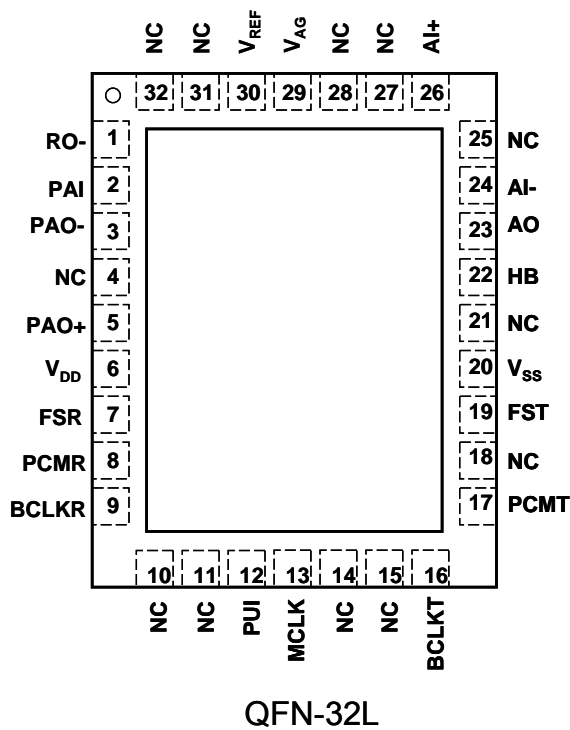 NC NC VREF VAG NC NC AI+
32 31 30 29 28 27 26
RO- 1 25 NC
PAI 2 24 AI-
PAO- 3 23 AO
NC 4 22 HB
PAO+ 5 21 NC
VDD 6 20 VSS
FSR 7 19 FST
PCMR 8 18 NC
BCLKR 9 17 PCMT
10 11 12 13 14 15 16
NC NC PUI MCLK NC NC BCLKT
QFN-32L